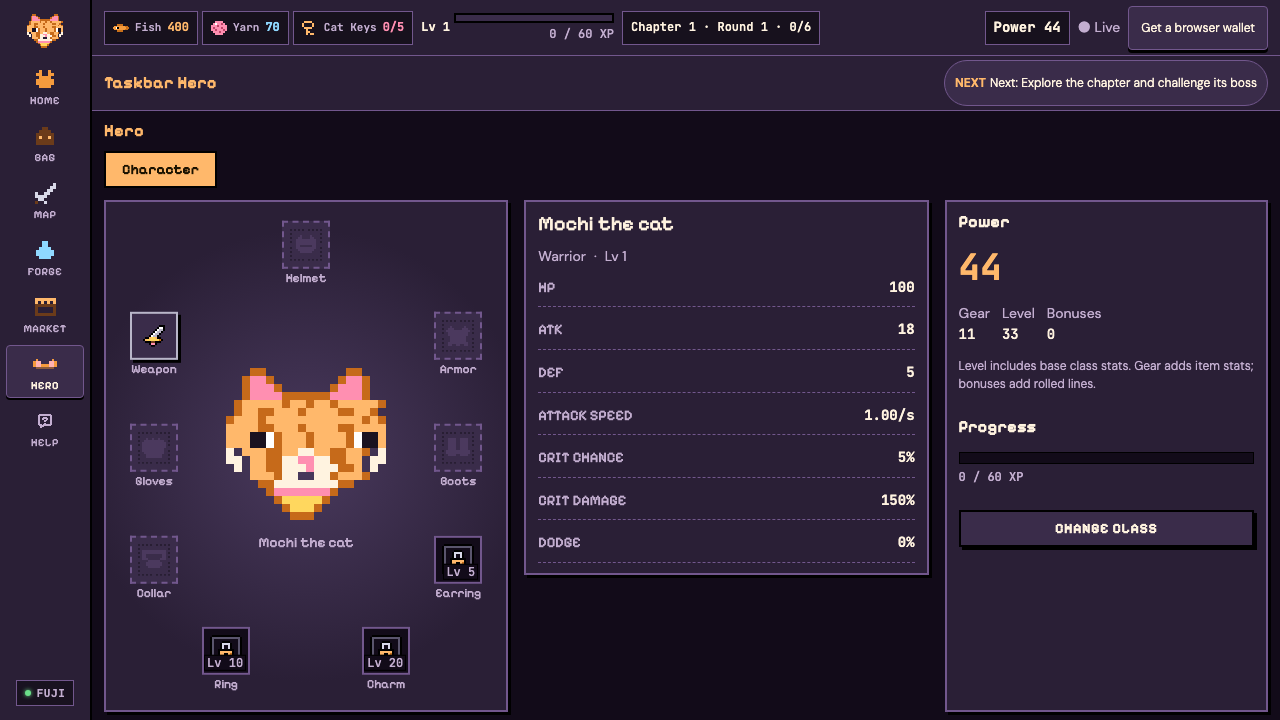 Fish 400
Yarn 70
Cat Keys 0/5
Lv 1
0 / 60 XP
Chapter 1 · Round 1 · 0/6
Power 44
Live
Get a browser wallet
HOME
BAG
MAP
FORGE
MARKET
HERO
HELP
FUJI
Taskbar Hero
NEXT Next: Explore the chapter and challenge its boss
Hero
Character
Helmet
Weapon
Armor
Gloves
Boots
Mochi the cat
Collar
Lv 5
Earring
Lv 10
Ring
Lv 20
Charm
Mochi the cat
Warrior · Lv 1
HP 100
ATK 18
DEF 5
ATTACK SPEED 1.00/s
CRIT CHANCE 5%
CRIT DAMAGE 150%
DODGE 0%
Power
44
Gear Level Bonuses
11 33 0
Level includes base class stats. Gear adds item stats;
bonuses add rolled lines.
Progress
0 / 60 XP
CHANGE CLASS